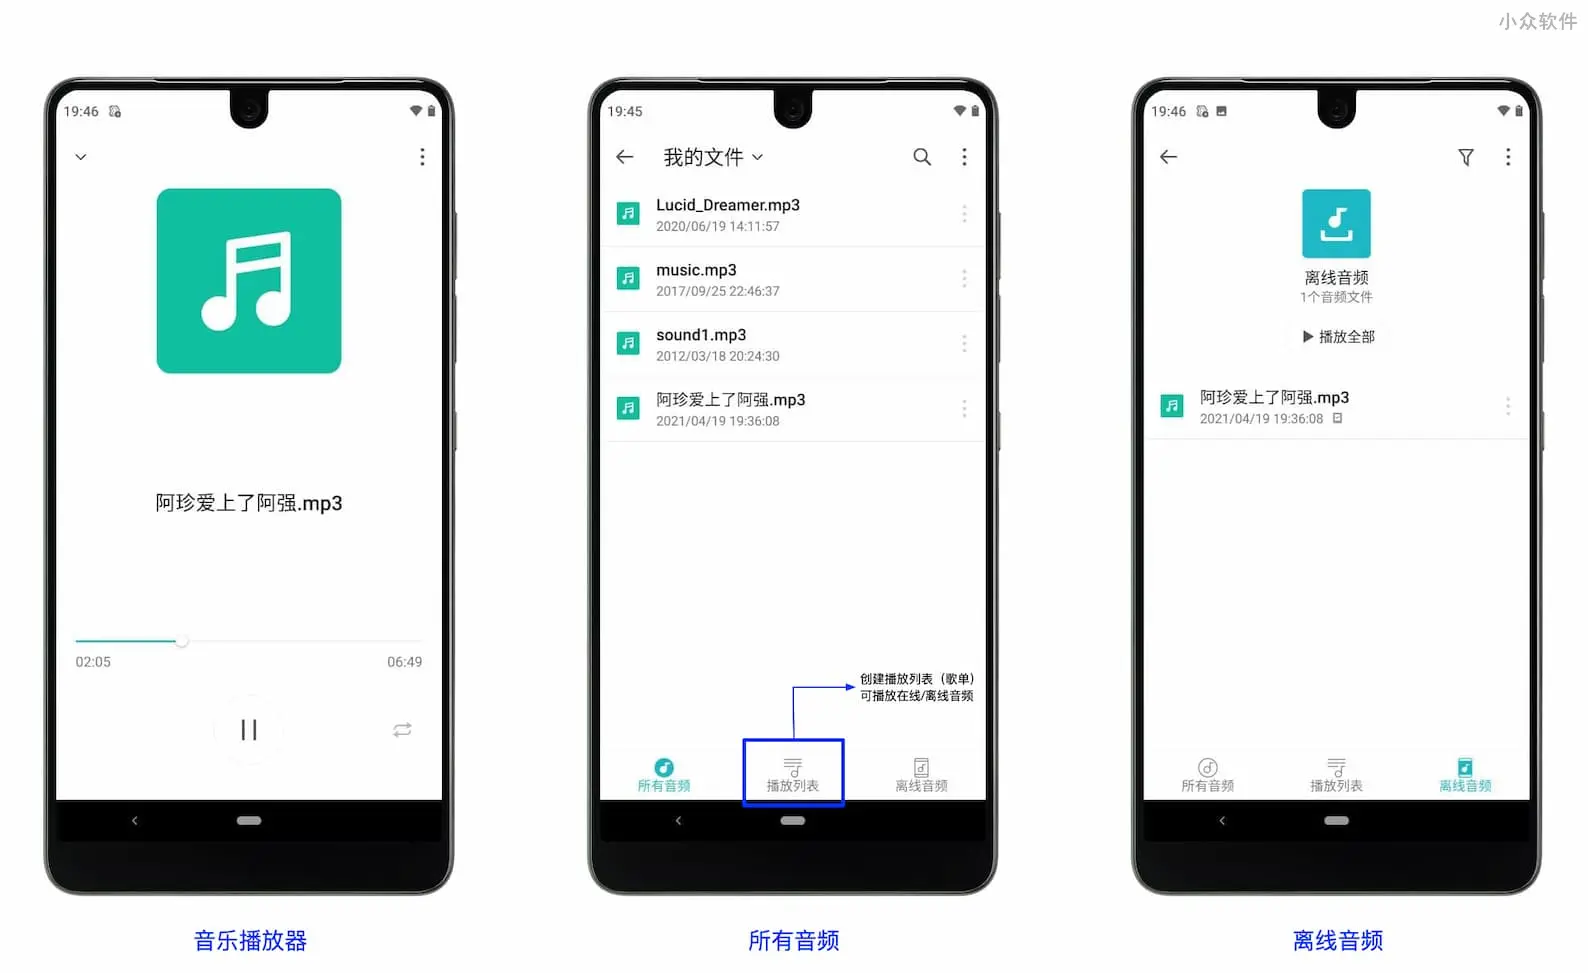 小众软件
19:46
阿珍爱上了阿强.mp3
02:05
06:49
音乐播放器
19:45
我的文件
Lucid_Dreamer.mp3
2020/06/19 14:11:57
music.mp3
2017/09/25 22:46:37
sound1.mp3
2012/03/18 20:24:30
阿珍爱上了阿强.mp3
2021/04/19 19:36:08
创建播放列表（歌单）
可播放在线/离线音频
所有音频
播放列表
离线音频
所有音频
19:46
离线音频
1个音频文件
播放全部
阿珍爱上了阿强.mp3
2021/04/19 19:36:08
所有音频
播放列表
离线音频
离线音频